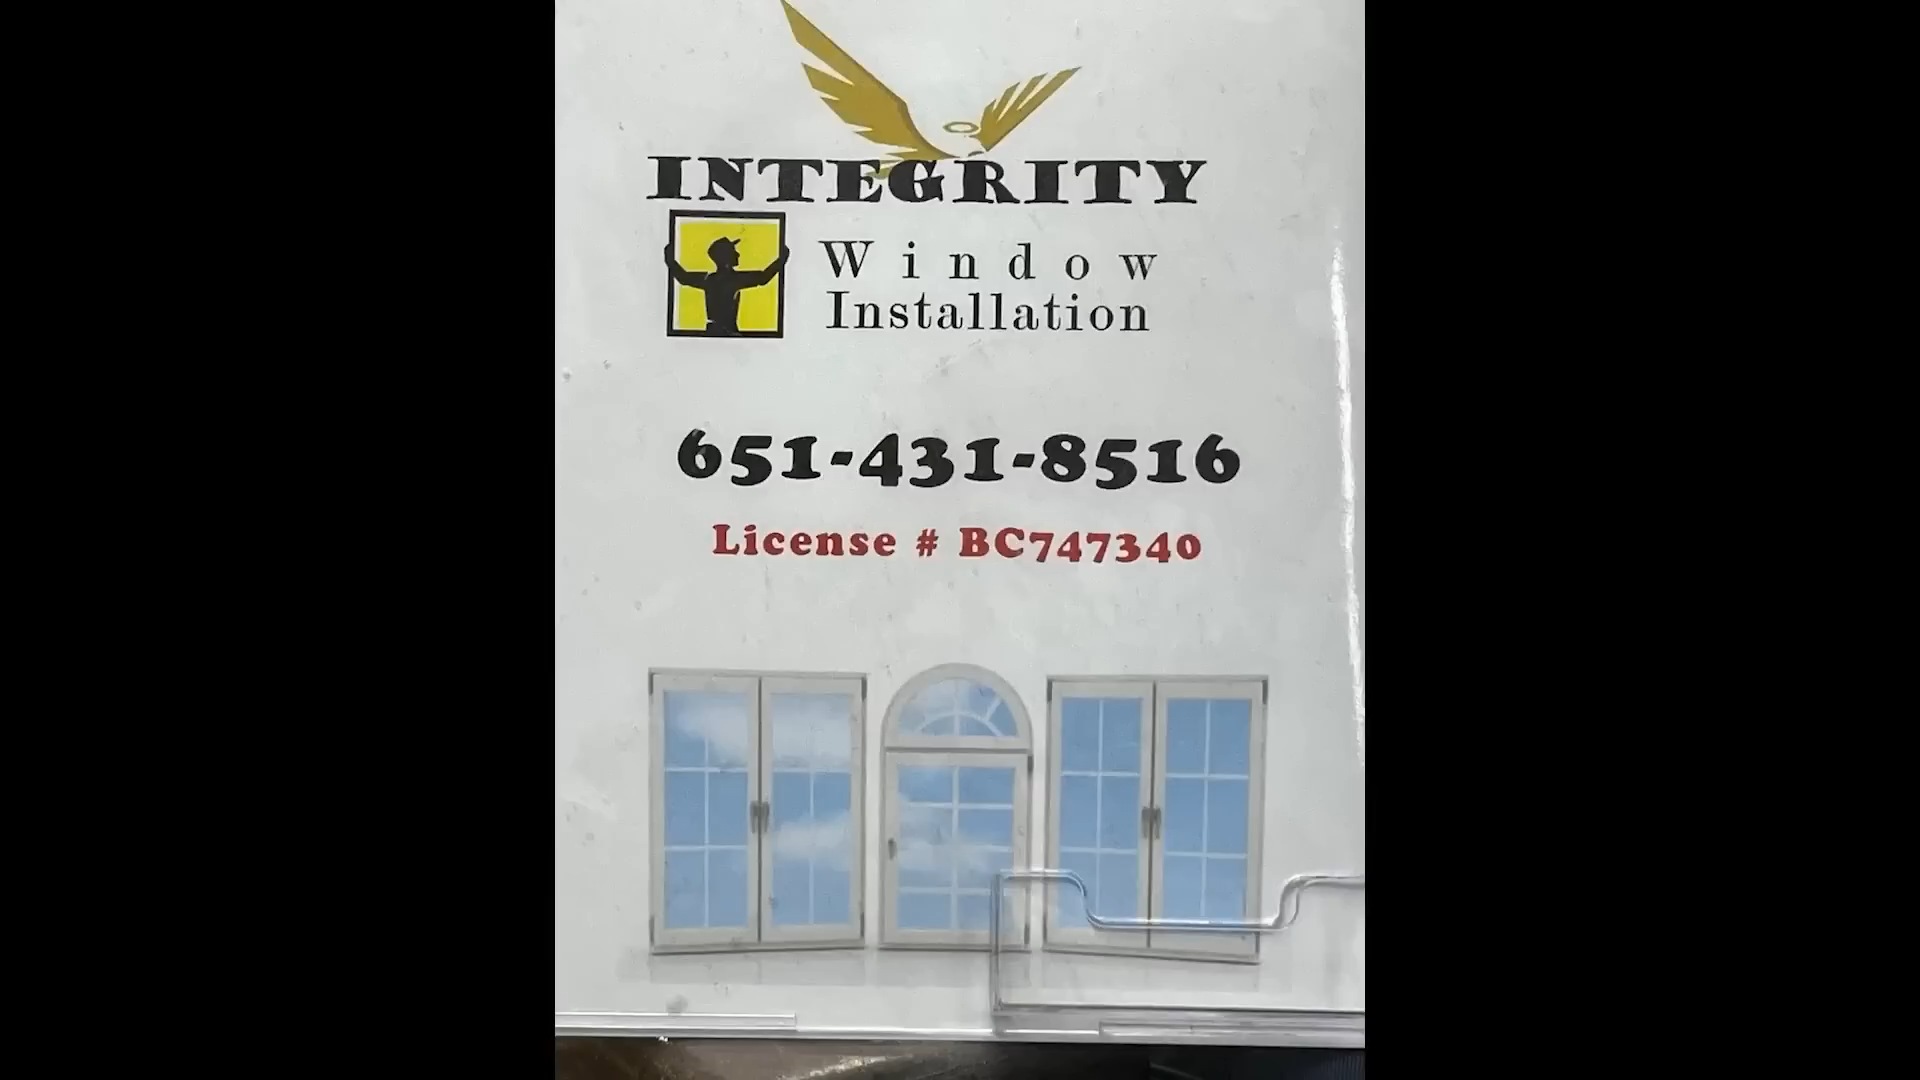 INTEGRITY
Window
Installation
651-431-8516
License # BC747340